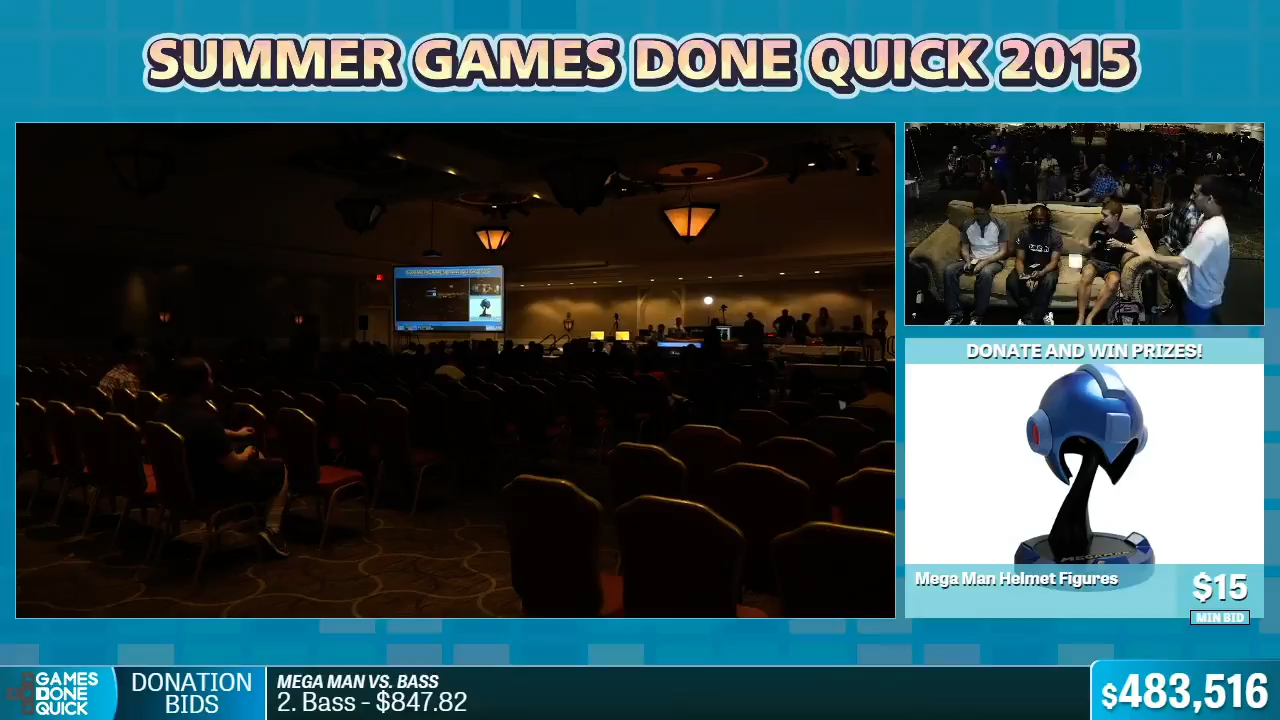 SUMMER GAMES DONE QUICK 2015
DONATE AND WIN PRIZES!
MEGAMAN
Mega Man Helmet Figures
$15
MIN BID
GAMES
DONE
QUICK
DONATION
BIDS
MEGA MAN VS. BASS
2. Bass - $847.82
$483,516